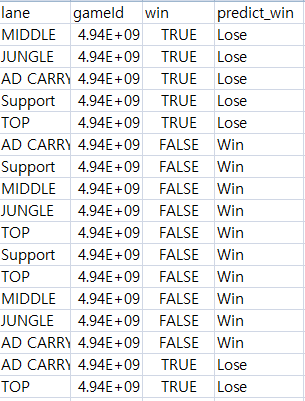 lane gameId win predict_win
MIDDLE 4.94E+09 TRUE Lose
JUNGLE 4.94E+09 TRUE Lose
AD CARRY 4.94E+09 TRUE Lose
Support 4.94E+09 TRUE Lose
TOP 4.94E+09 TRUE Lose
AD CARRY 4.94E+09 FALSE Win
Support 4.94E+09 FALSE Win
MIDDLE 4.94E+09 FALSE Win
JUNGLE 4.94E+09 FALSE Win
TOP 4.94E+09 FALSE Win
Support 4.94E+09 FALSE Win
TOP 4.94E+09 FALSE Win
MIDDLE 4.94E+09 FALSE Win
JUNGLE 4.94E+09 FALSE Win
AD CARRY 4.94E+09 FALSE Win
AD CARRY 4.94E+09 TRUE Lose
TOP 4.94E+09 TRUE Lose